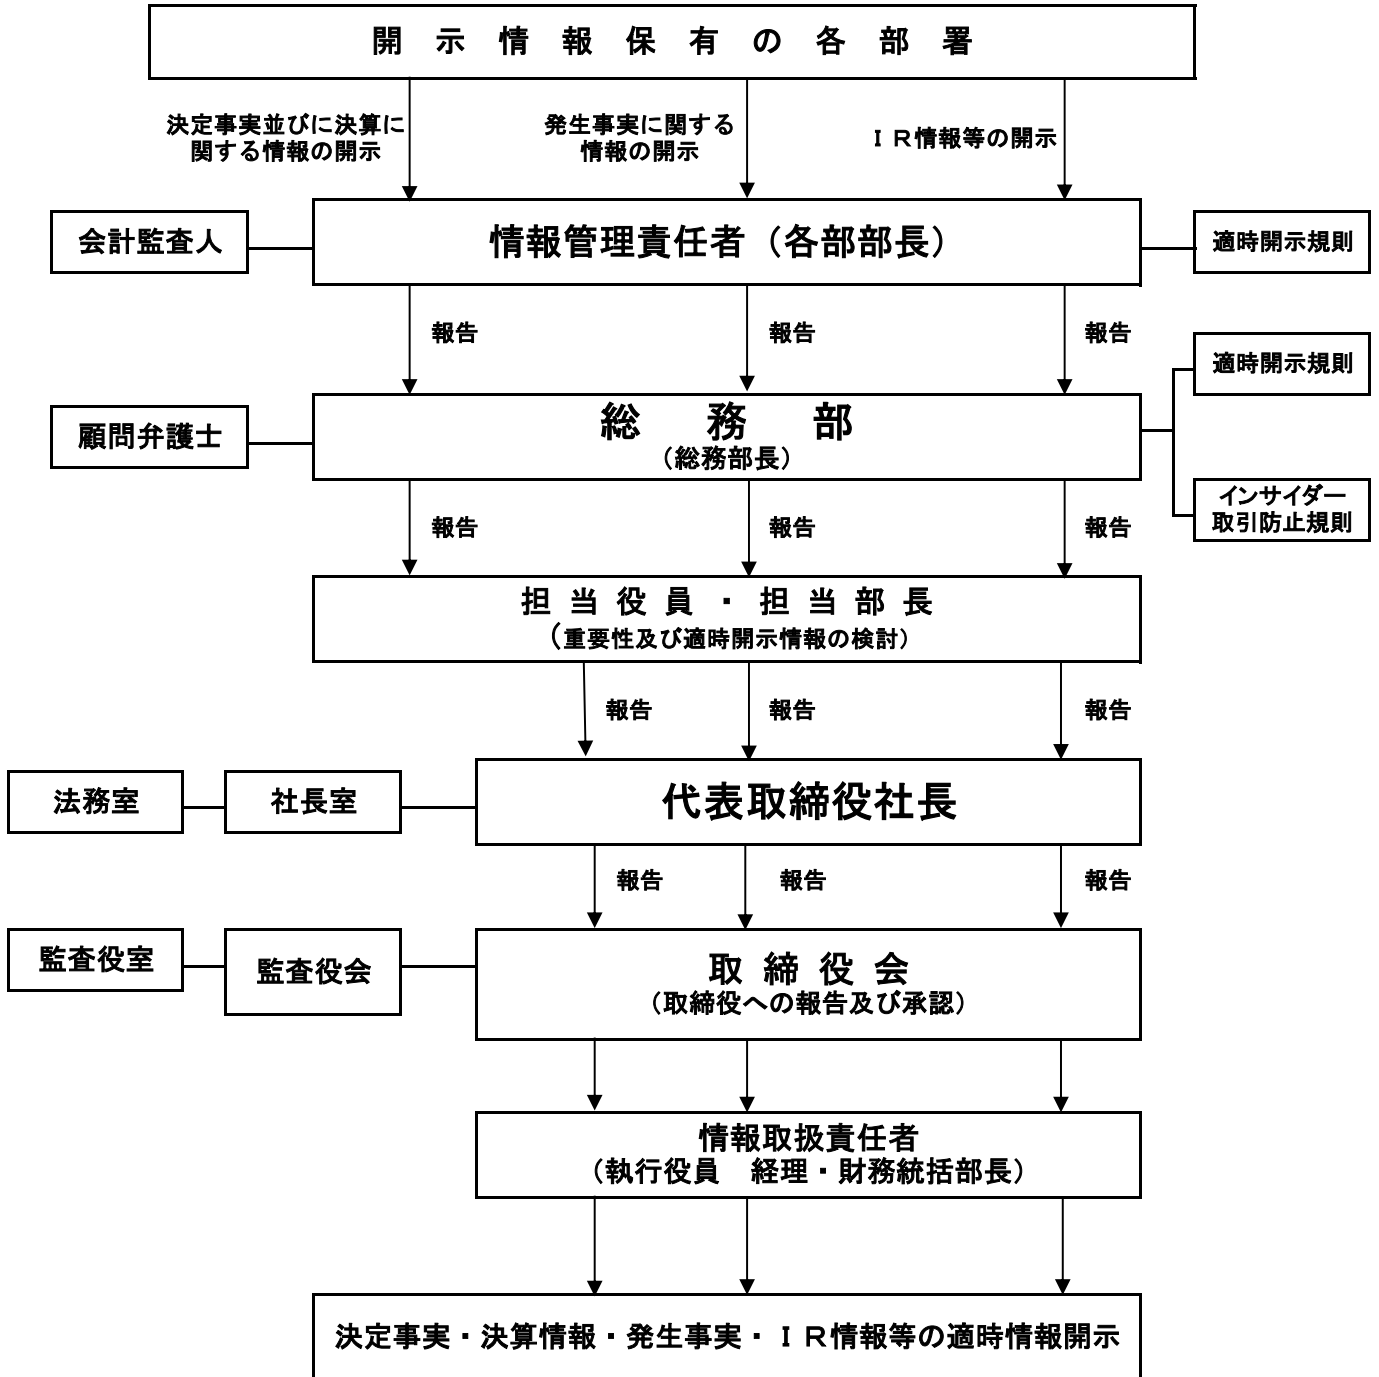 開示情報保有の各部署
決定事実並びに決算に
関する情報の開示
発生事実に関する
情報の開示
ＩＲ情報等の開示
会計監査人
情報管理責任者（各部部長）
適時開示規則
報告
報告
報告
適時開示規則
顧問弁護士
総務部
（総務部長）
インサイダー
取引防止規則
報告
報告
報告
担当役員・担当部長
（重要性及び適時開示情報の検討）
報告
報告
報告
法務室
社長室
代表取締役社長
報告
報告
報告
監査役室
監査役会
取締役会
（取締役への報告及び承認）
情報取扱責任者
（執行役員　経理・財務統括部長）
決定事実・決算情報・発生事実・ＩＲ情報等の適時情報開示